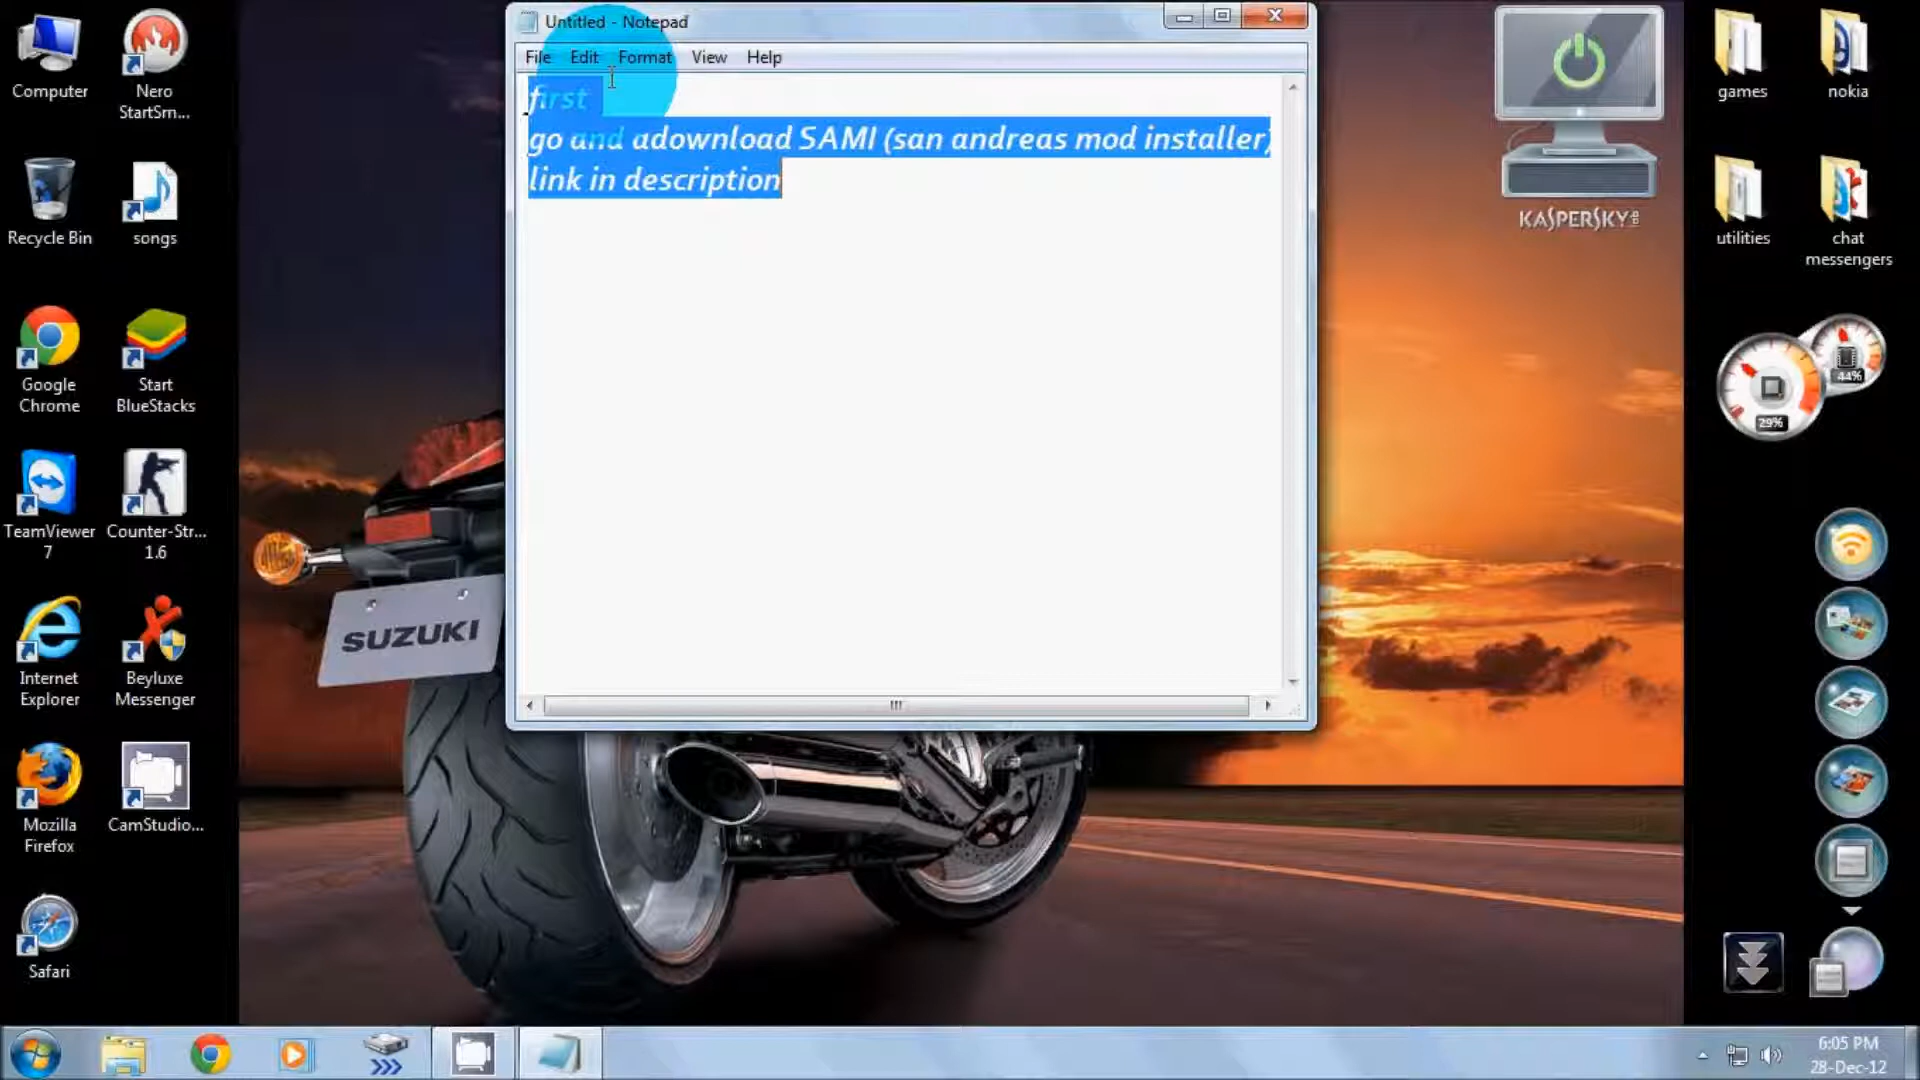 Untitled - Notepad
File Edit Format View Help
first
go and adownload SAMI (san andreas mod installer)
link in description
Computer
Nero
StartSm...
Recycle Bin
songs
Google
Chrome
Start
BlueStacks
TeamViewer
7
Counter-Str...
1.6
Internet
Explorer
Beyluxe
Messenger
Mozilla
Firefox
CamStudio...
Safari
SUZUKI
KASPERSKY
games
nokia
utilities
chat
messengers
44%
29%
6:05 PM
28-Dec-12